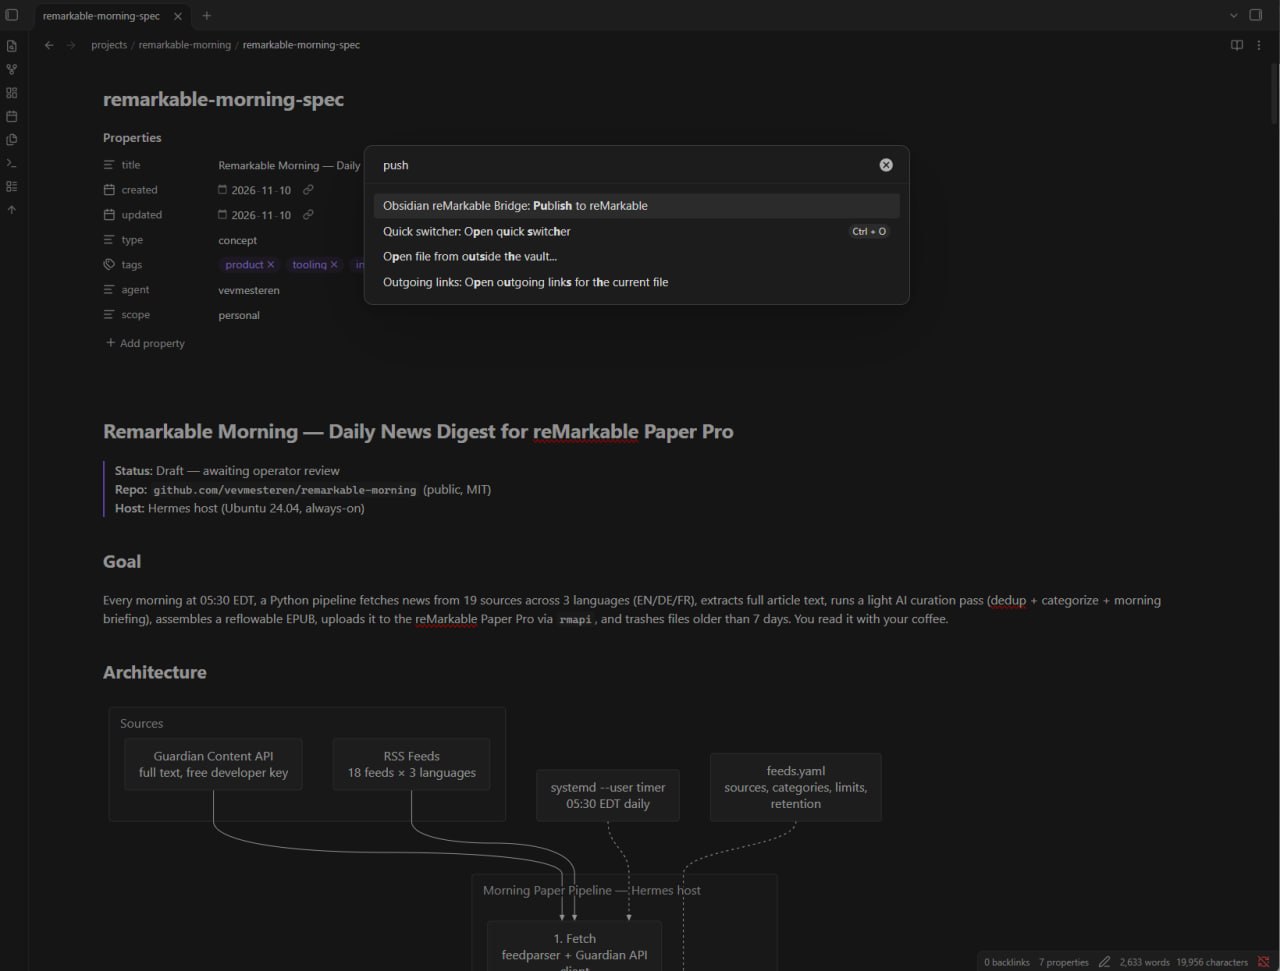 remarkable-morning-spec
projects / remarkable-morning / remarkable-morning-spec
remarkable-morning-spec
Properties
title Remarkable Morning — Daily
created 2026-11-10
updated 2026-11-10
type concept
tags product tooling in
agent vevmesteren
scope personal
Add property
push
Obsidian reMarkable Bridge: Publish to reMarkable
Quick switcher: Open quick switcher Ctrl + O
Open file from outside the vault...
Outgoing links: Open outgoing links for the current file
Remarkable Morning — Daily News Digest for reMarkable Paper Pro
Status: Draft — awaiting operator review
Repo: github.com/vevmesteren/remarkable-morning (public, MIT)
Host: Hermes host (Ubuntu 24.04, always-on)
Goal
Every morning at 05:30 EDT, a Python pipeline fetches news from 19 sources across 3 languages (EN/DE/FR), extracts full article text, runs a light AI curation pass (dedup + categorize + morning
briefing), assembles a reflowable EPUB, uploads it to the reMarkable Paper Pro via rmapi, and trashes files older than 7 days. You read it with your coffee.
Architecture
Sources
Guardian Content API
full text, free developer key
RSS Feeds
18 feeds × 3 languages
systemd --user timer
05:30 EDT daily
feeds.yaml
sources, categories, limits,
retention
Morning Paper Pipeline — Hermes host
1. Fetch
feedparser + Guardian API
client
0 backlinks 7 properties 2,633 words 19,956 characters